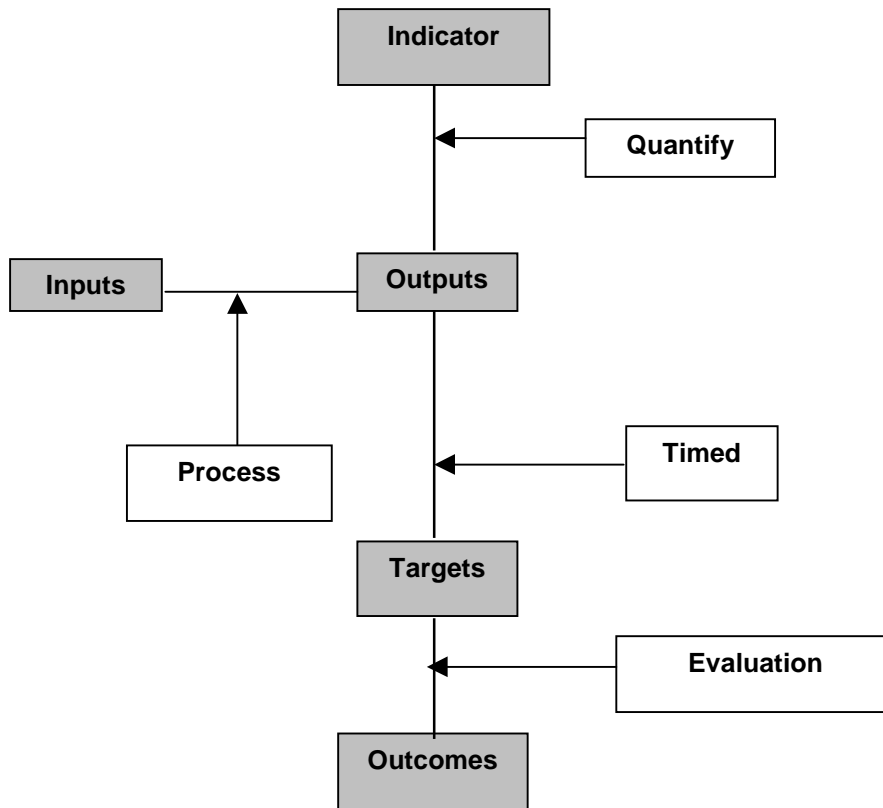 Indicator
Quantify
Inputs
Outputs
Process
Timed
Targets
Evaluation
Outcomes